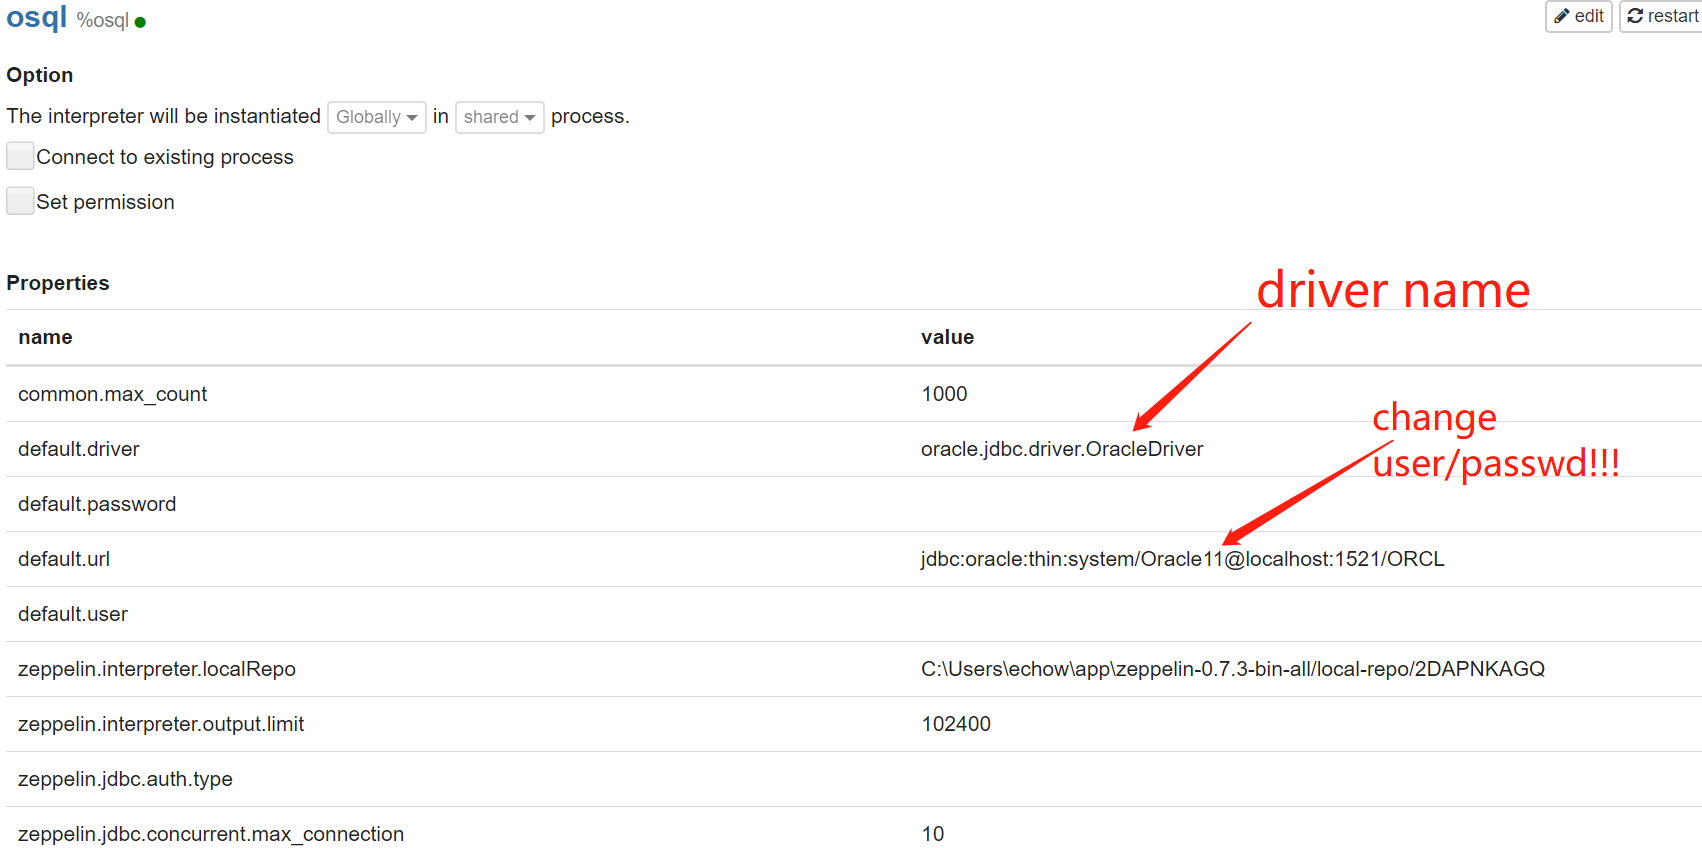 osql %osql
edit restart
Option
The interpreter will be instantiated Globally in shared process.
Connect to existing process
Set permission
Properties
driver name
name value
common.max_count 1000
change
default.driver oracle.jdbc.driver.OracleDriver
user/passwd!!!
default.password
default.url jdbc:oracle:thin:system/Oracle11@localhost:1521/ORCL
default.user
zeppelin.interpreter.localRepo C:\Users\echow\app\zeppelin-0.7.3-bin-all/local-repo/2DAPNKAGQ
zeppelin.interpreter.output.limit 102400
zeppelin.jdbc.auth.type
zeppelin.jdbc.concurrent.max_connection 10